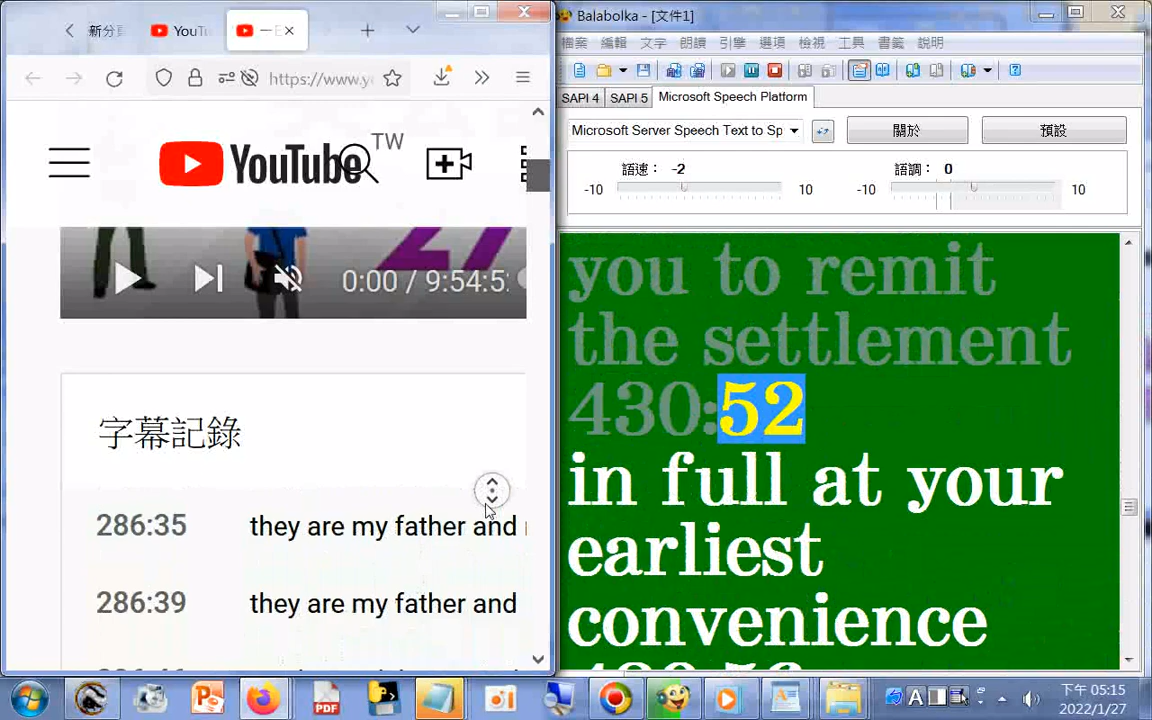 新分
YouTu
一 E
https://www.y
TW
YouTube
0:00 / 9:54:5
字幕記錄
286:35 they are my father and
286:39 they are my father and
Balabolka - [文件1]
檔案 編輯 文字 朗讀 引擎 選項 檢視 工具 書籤 說明
SAPI 4 SAPI 5 Microsoft Speech Platform
Microsoft Server Speech Text to Sp
關於 預設
語速： -2 語調： 0
-10 10 -10 10
you to remit
the settlement
430:52
in full at your
earliest
convenience
430:56
PDF
A
下午 05:15
2022/1/27